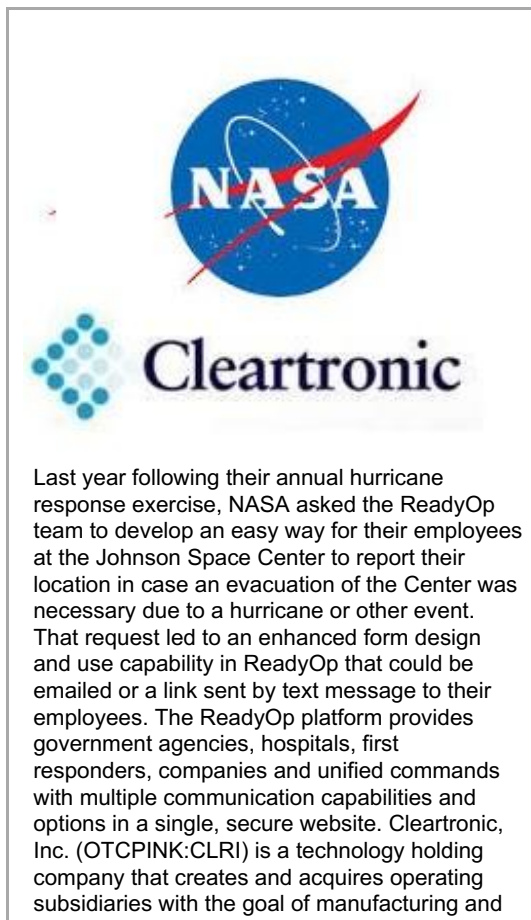 NASA
Cleartronic
Last year following their annual hurricane
response exercise, NASA asked the ReadyOp
team to develop an easy way for their employees
at the Johnson Space Center to report their
location in case an evacuation of the Center was
necessary due to a hurricane or other event.
That request led to an enhanced form design
and use capability in ReadyOp that could be
emailed or a link sent by text message to their
employees. The ReadyOp platform provides
government agencies, hospitals, first
responders, companies and unified commands
with multiple communication capabilities and
options in a single, secure website. Cleartronic,
Inc. (OTCPINK:CLRI) is a technology holding
company that creates and acquires operating
subsidiaries with the goal of manufacturing and